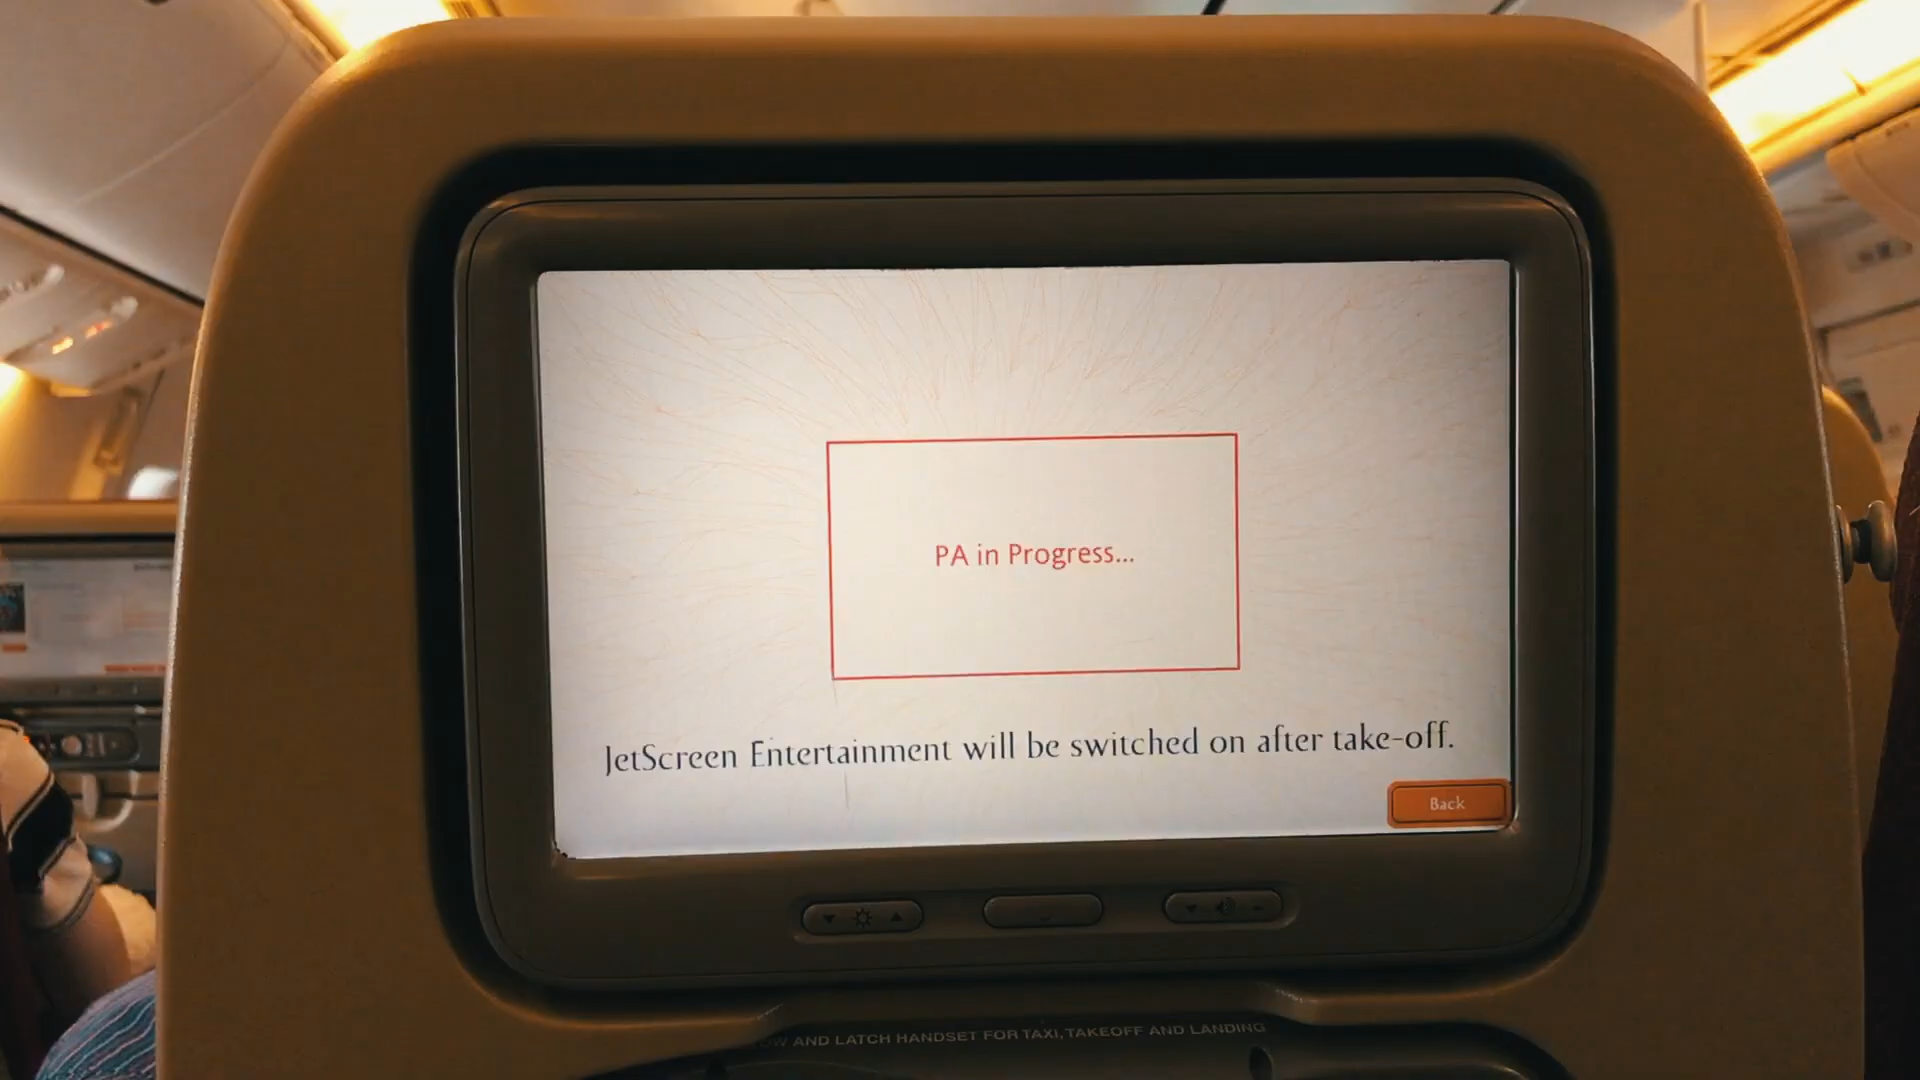 PA in Progress...
JetScreen Entertainment will be switched on after take-off.
Back
AND LATCH HANDSET FOR TAXI, TAKEOFF AND LANDING